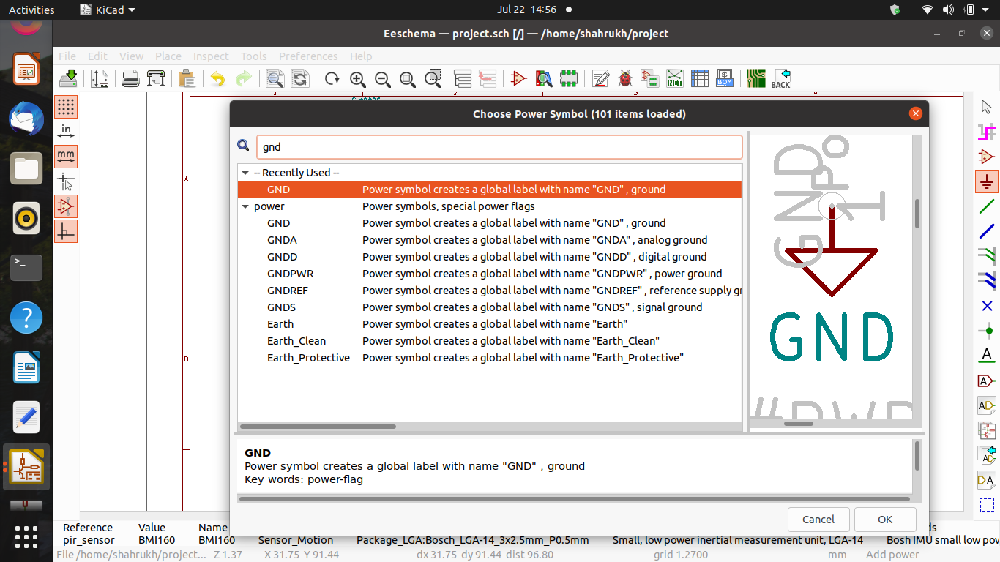 Activities KiCad Jul 22 14:56
Eeschema — project.sch [/] — /home/shahrukh/project
File Edit View Place Inspect Tools Preferences Help
NET BOM BACK
in
mm
Choose Power Symbol (101 items loaded)
gnd
-- Recently Used --
GND Power symbol creates a global label with name "GND" , ground
power Power symbols, special power flags
GND Power symbol creates a global label with name "GND" , ground
GNDA Power symbol creates a global label with name "GNDA" , analog ground
GNDD Power symbol creates a global label with name "GNDD" , digital ground
GNDPWR Power symbol creates a global label with name "GNDPWR" , power ground
GNDREF Power symbol creates a global label with name "GNDREF" , reference supply gr
GNDS Power symbol creates a global label with name "GNDS" , signal ground
Earth Power symbol creates a global label with name "Earth"
Earth_Clean Power symbol creates a global label with name "Earth_Clean"
Earth_Protective Power symbol creates a global label with name "Earth_Protective"
GND
1
GND
#PWR
A
B
GND
Power symbol creates a global label with name "GND" , ground
Key words: power-flag
Cancel OK
Reference Value Name ds
pir_sensor BMI160 BMI160 Sensor_Motion Package_LGA:Bosch_LGA-14_3x2.5mm_P0.5mm Small, low power inertial measurement unit, LGA-14 Bosh IMU small low pow
File /home/shahrukh/project... Z 1.37 X 31.75 Y 91.44 dx 31.75 dy 91.44 dist 96.80 grid 1.2700 mm Add power